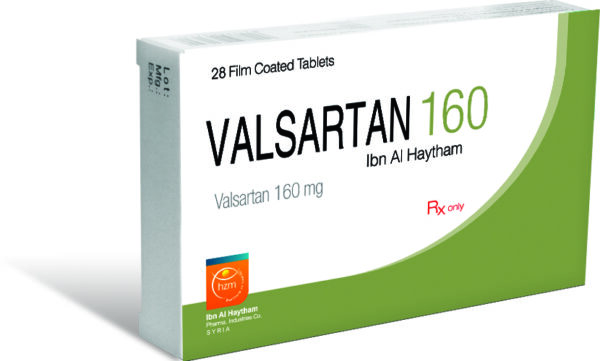 Lot:
Mfg.:
Exp.:
28 Film Coated Tablets
VALSARTAN 160
Ibn Al Haytham
Valsartan 160 mg
Rx only
hzm
Ibn Al Haytham
Pharma. Industries Co.
SYRIA